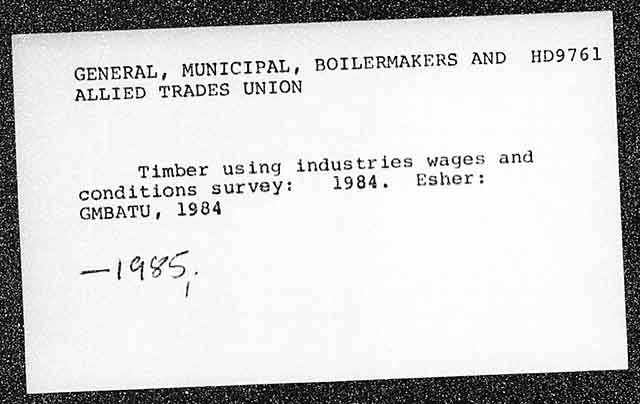 GENERAL, MUNICIPAL, BOILERMAKERS AND HD9761
ALLIED TRADES UNION
Timber using industries wages and
conditions survey: 1984. Esher:
GMBATU, 1984
—1985.